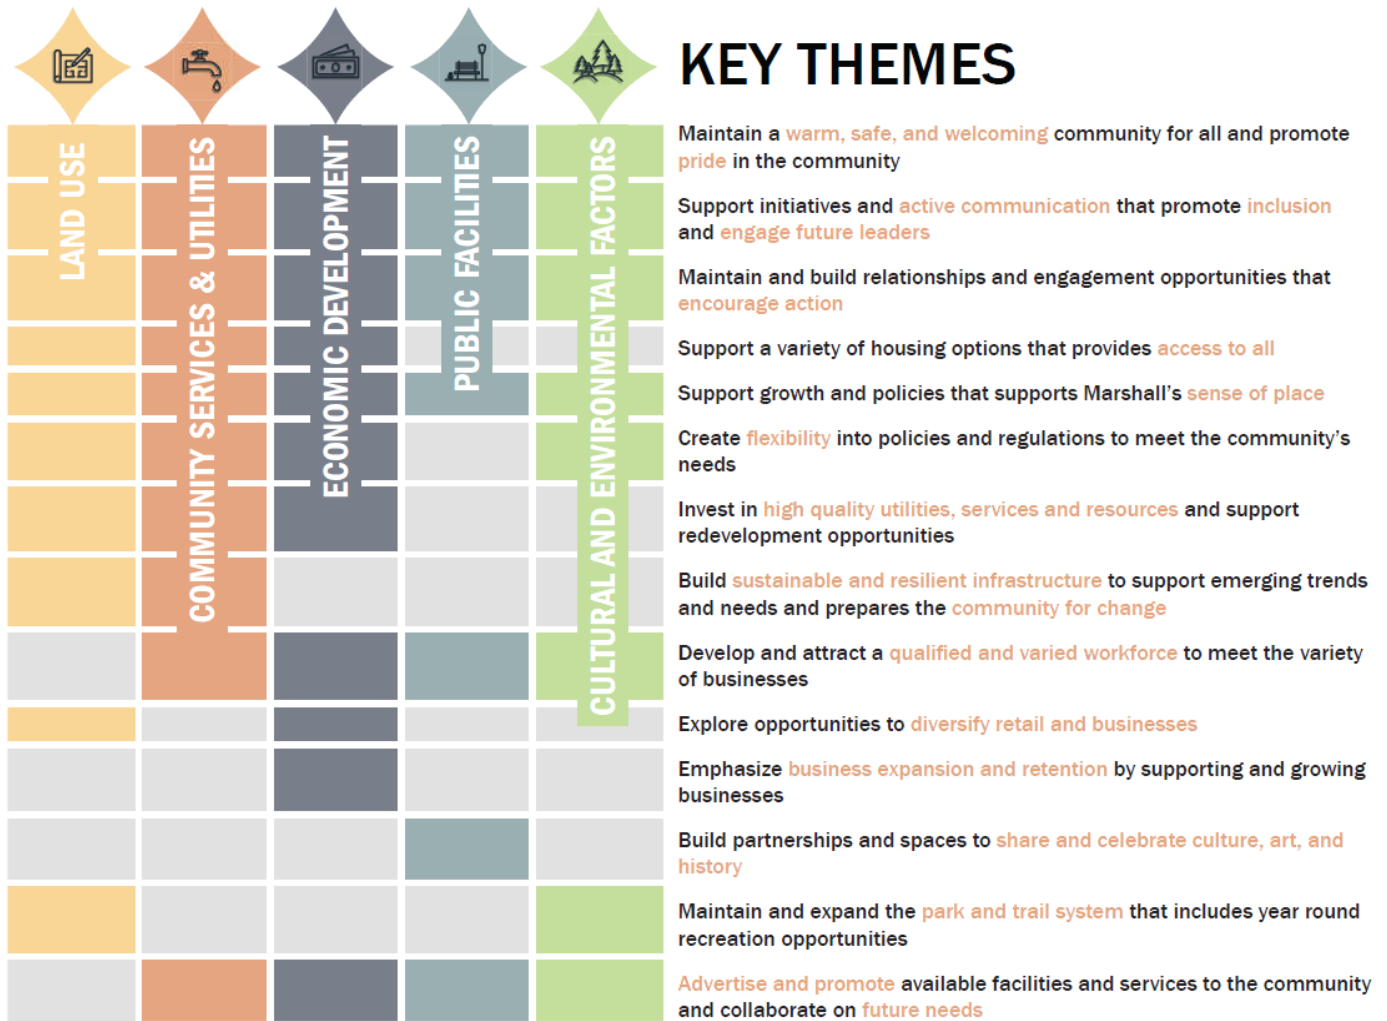 KEY THEMES
LAND USE
COMMUNITY SERVICES & UTILITIES
ECONOMIC DEVELOPMENT
PUBLIC FACILITIES
CULTURAL AND ENVIRONMENTAL FACTORS
Maintain a warm, safe, and welcoming community for all and promote
pride in the community
Support initiatives and active communication that promote inclusion
and engage future leaders
Maintain and build relationships and engagement opportunities that
encourage action
Support a variety of housing options that provides access to all
Support growth and policies that supports Marshall's sense of place
Create flexibility into policies and regulations to meet the community's
needs
Invest in high quality utilities, services and resources and support
redevelopment opportunities
Build sustainable and resilient infrastructure to support emerging trends
and needs and prepares the community for change
Develop and attract a qualified and varied workforce to meet the variety
of businesses
Explore opportunities to diversify retail and businesses
Emphasize business expansion and retention by supporting and growing
businesses
Build partnerships and spaces to share and celebrate culture, art, and
history
Maintain and expand the park and trail system that includes year round
recreation opportunities
Advertise and promote available facilities and services to the community
and collaborate on future needs